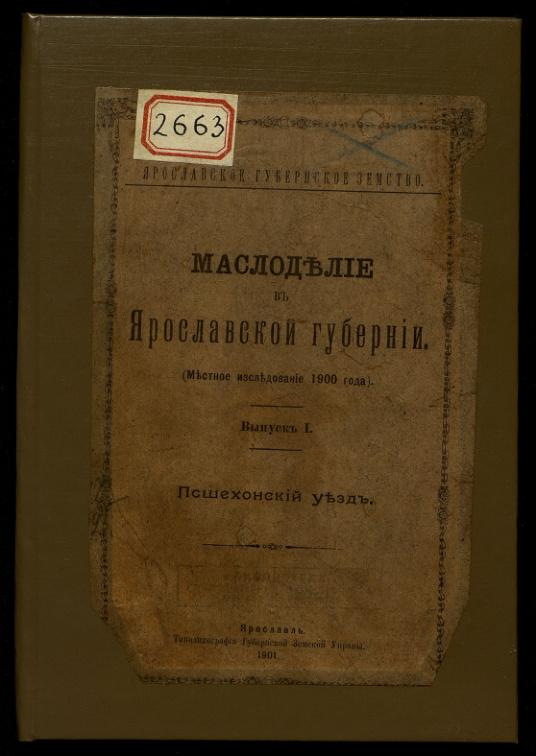 2663
ЯРОСЛАВСКОЕ ГУБЕРНСКОЕ ЗЕМСТВО.
МАСЛОДѢЛІЕ
ВЪ
Ярославской губерніи.
(Мѣстное изслѣдованіе 1900 года).
Выпускъ I.
Пошехонскій уѣздъ.
Ярославль.
Типолитографія Губернской Земской Управы.
1901.